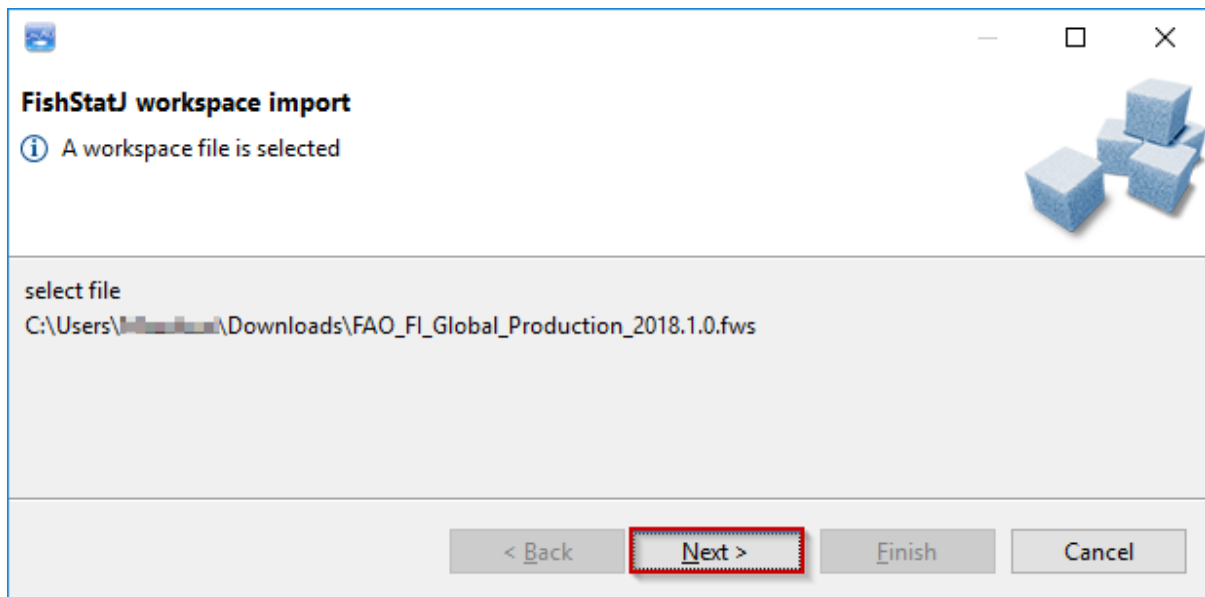 FishStatJ workspace import
A workspace file is selected
select file
C:\Users\ \Downloads\FAO_FI_Global_Production_2018.1.0.fws
< Back Next > Finish Cancel